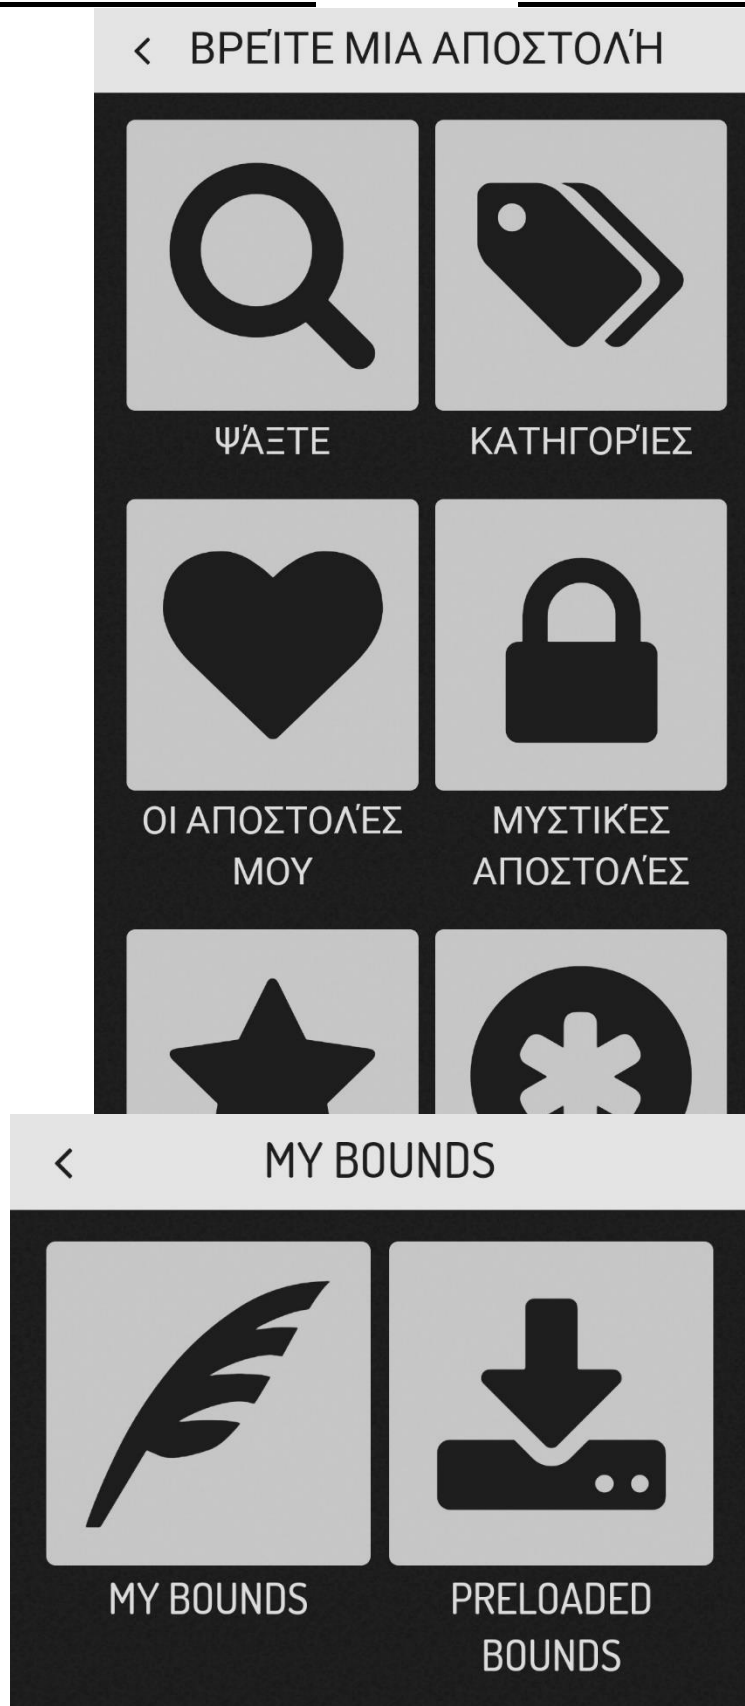 ΒΡΕΊΤΕ ΜΙΑ ΑΠΟΣΤΟΛΉ
ΨΆΞΤΕ
ΚΑΤΗΓΟΡΊΕΣ
ΟΙ ΑΠΟΣΤΟΛΈΣ
ΜΟΥ
ΜΥΣΤΙΚΈΣ
ΑΠΟΣΤΟΛΈΣ
MY BOUNDS
MY BOUNDS
PRELOADED
BOUNDS